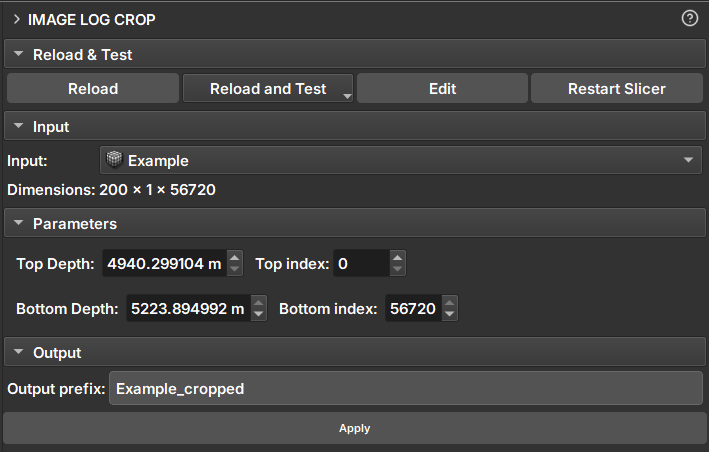 IMAGE LOG CROP
Reload & Test
Reload Reload and Test Edit Restart Slicer
Input
Input: Example
Dimensions: 200 × 1 × 56720
Parameters
Top Depth: 4940.299104 m Top index: 0
Bottom Depth: 5223.894992 m Bottom index: 56720
Output
Output prefix: Example_cropped
Apply